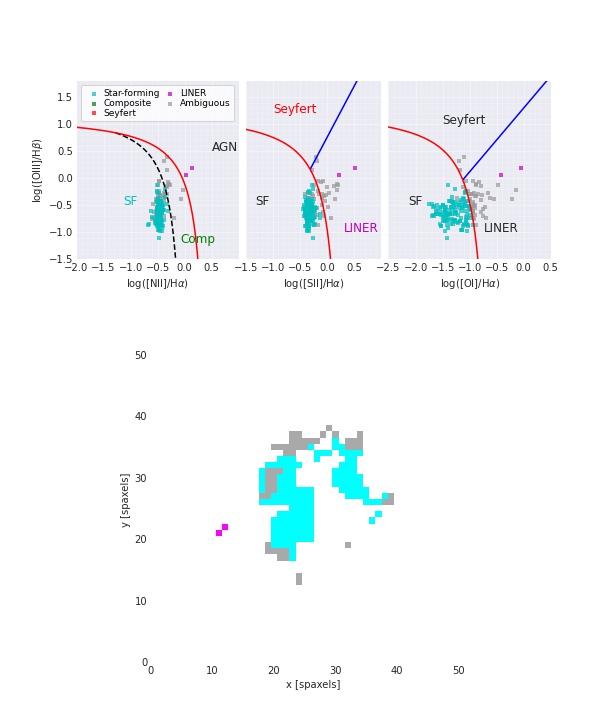 Star-forming
Composite
Seyfert
LINER
Ambiguous
AGN
SF
Comp
Seyfert
SF
LINER
Seyfert
SF
LINER
1.5
1.0
0.5
0.0
−0.5
−1.0
−1.5
log([OIII]/Hβ)
−2.0 −1.5 −1.0 −0.5 0.0 0.5
−1.5 −1.0 −0.5 0.0 0.5 1.0
−2.5 −2.0 −1.5 −1.0 −0.5 0.0 0.5
log([NII]/Hα)
log([SII]/Hα)
log([OI]/Hα)
50
40
30
20
10
0
y [spaxels]
0 10 20 30 40 50
x [spaxels]